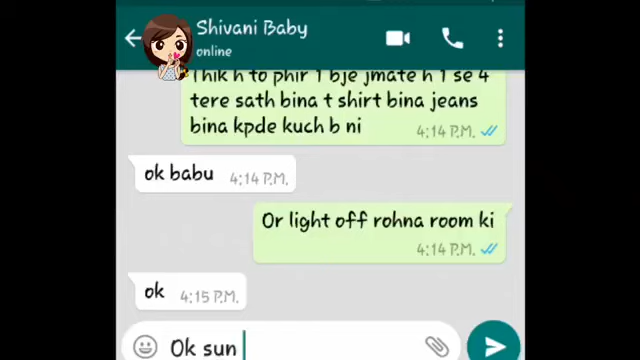 Shivani Baby
online
Thik h to phir 1 bje jmate h 1 se 4
tere sath bina t shirt bina jeans
bina kpde kuch b ni
4:14 P.M.
ok babu 4:14 P.M.
Or light off rohna room ki
4:14 P.M.
ok 4:15 P.M.
Ok sun